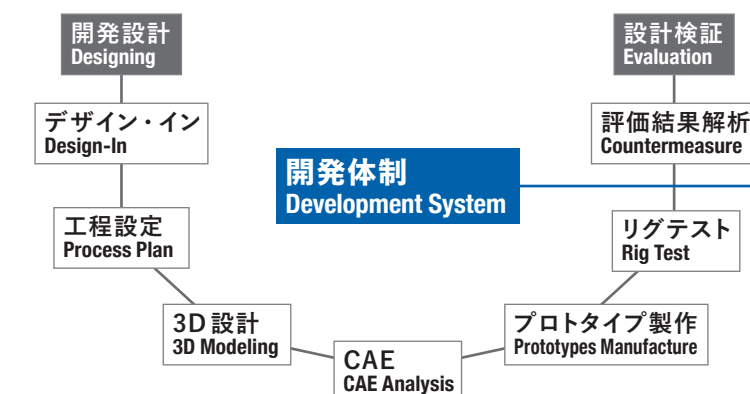 開発設計
Designing
設計検証
Evaluation
デザイン・イン
Design-In
評価結果解析
Countermeasure
開発体制
Development System
工程設定
Process Plan
リグテスト
Rig Test
3D設計
3D Modeling
プロトタイプ製作
Prototypes Manufacture
CAE
CAE Analysis